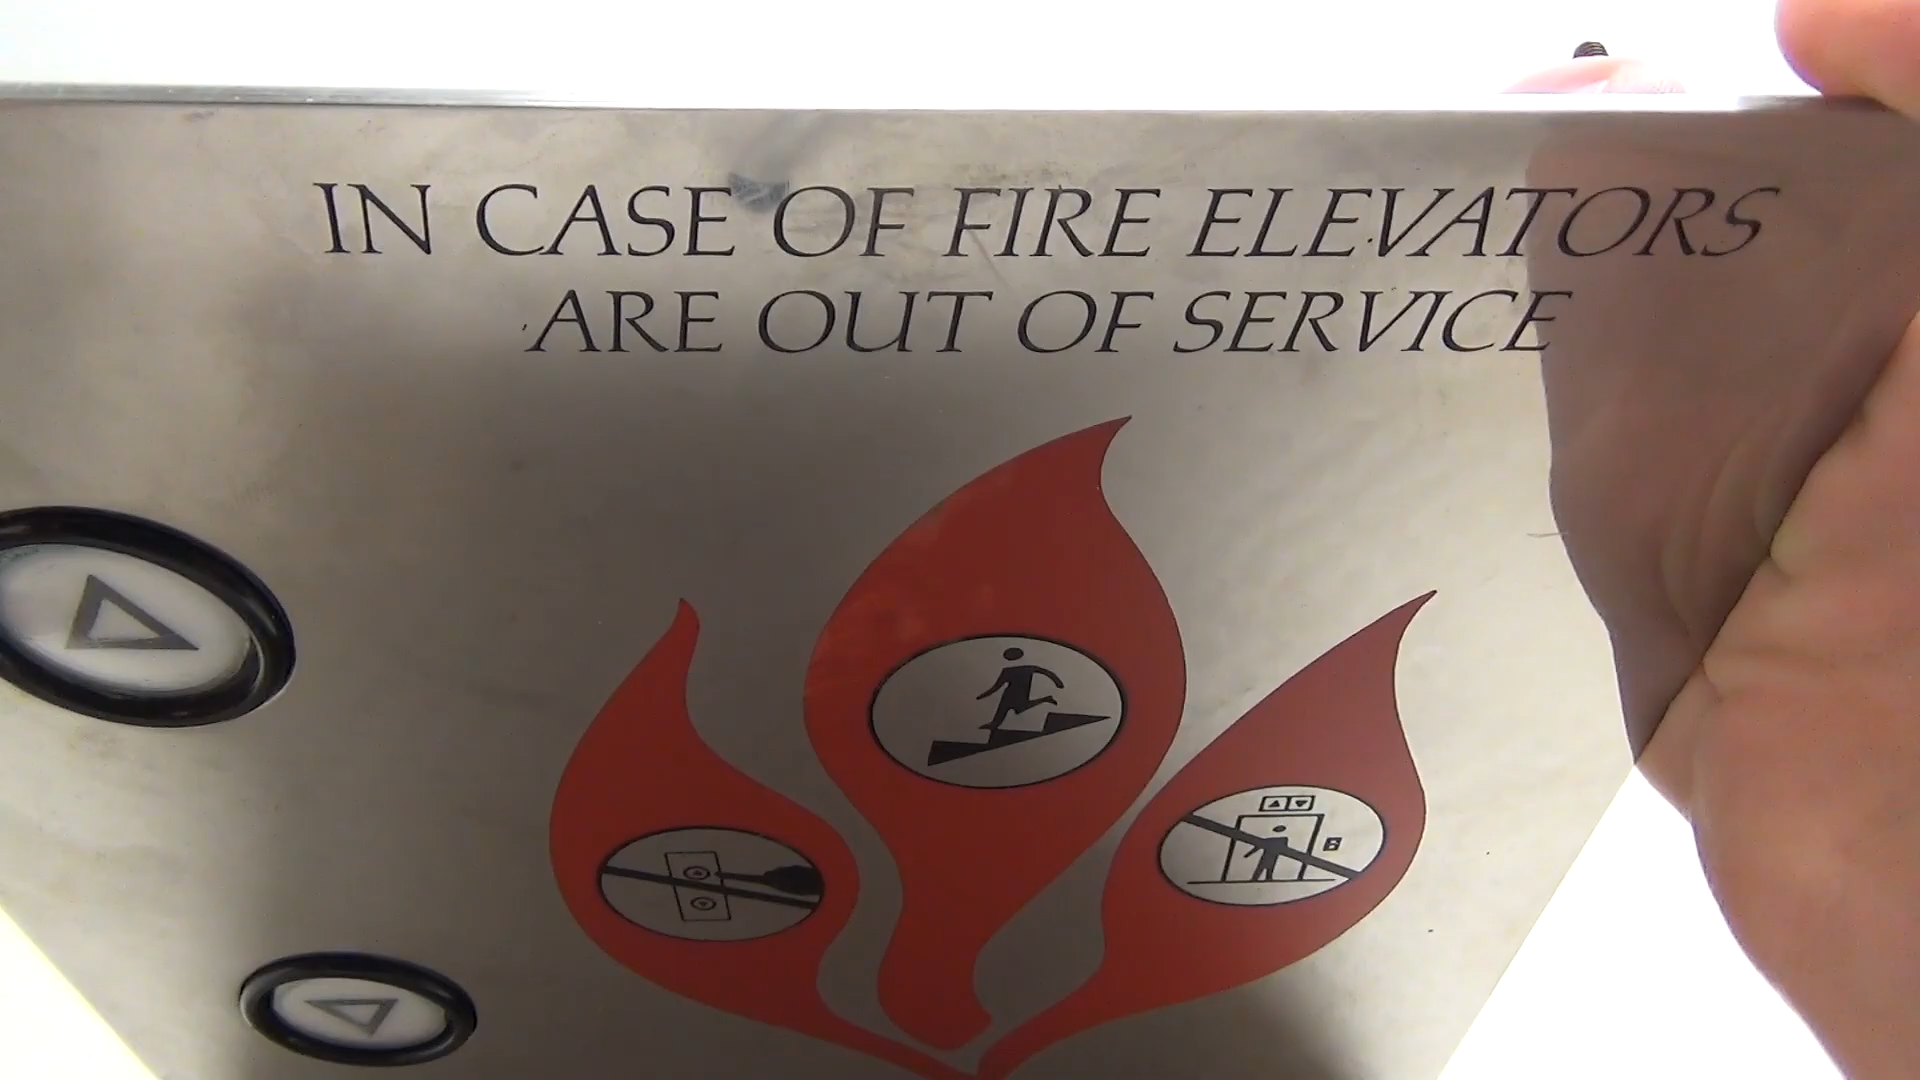 IN CASE OF FIRE ELEVATORS
ARE OUT OF SERVICE